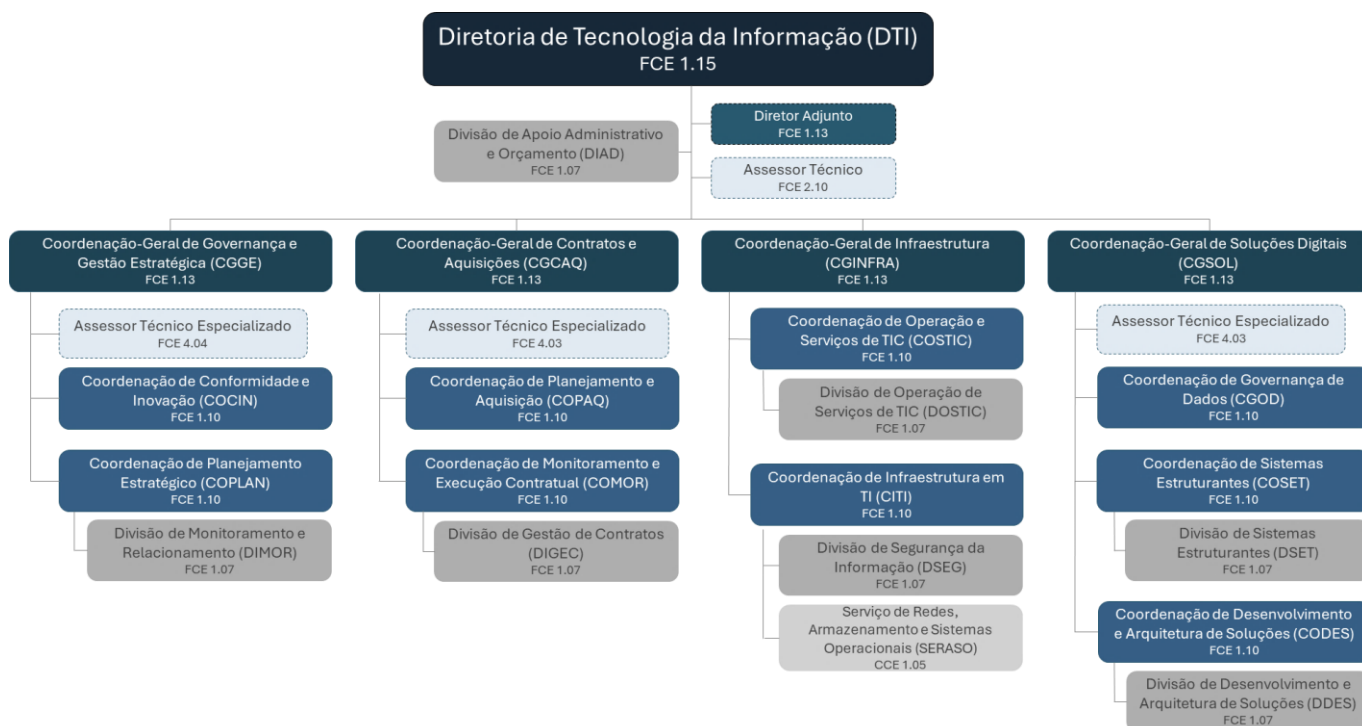 Diretoria de Tecnologia da Informação (DTI)
FCE 1.15
Divisão de Apoio Administrativo
e Orçamento (DIAD)
FCE 1.07
Diretor Adjunto
FCE 1.13
Assessor Técnico
FCE 2.10
Coordenação-Geral de Governança e
Gestão Estratégica (CGGE)
FCE 1.13
Assessor Técnico Especializado
FCE 4.04
Coordenação de Conformidade e
Inovação (COCIN)
FCE 1.10
Coordenação de Planejamento
Estratégico (COPLAN)
FCE 1.10
Divisão de Monitoramento e
Relacionamento (DIMOR)
FCE 1.07
Coordenação-Geral de Contratos e
Aquisições (CGCAQ)
FCE 1.13
Assessor Técnico Especializado
FCE 4.03
Coordenação de Planejamento e
Aquisição (COPAQ)
FCE 1.10
Coordenação de Monitoramento e
Execução Contratual (COMOR)
FCE 1.10
Divisão de Gestão de Contratos
(DIGEC)
FCE 1.07
Coordenação-Geral de Infraestrutura
(CGINFRA)
FCE 1.13
Coordenação de Operação e
Serviços de TIC (COSTIC)
FCE 1.10
Divisão de Operação de
Serviços de TIC (DOSTIC)
FCE 1.07
Coordenação de Infraestrutura em
TI (CITI)
FCE 1.10
Divisão de Segurança da
Informação (DSEG)
FCE 1.07
Serviço de Redes,
Armazenamento e Sistemas
Operacionais (SERASO)
CCE 1.05
Coordenação-Geral de Soluções Digitais
(CGSOL)
FCE 1.13
Assessor Técnico Especializado
FCE 4.03
Coordenação de Governança de
Dados (CGOD)
FCE 1.10
Coordenação de Sistemas
Estruturantes (COSET)
FCE 1.10
Divisão de Sistemas
Estruturantes (DSET)
FCE 1.07
Coordenação de Desenvolvimento
e Arquitetura de Soluções (CODES)
FCE 1.10
Divisão de Desenvolvimento e
Arquitetura de Soluções (DDES)
FCE 1.07